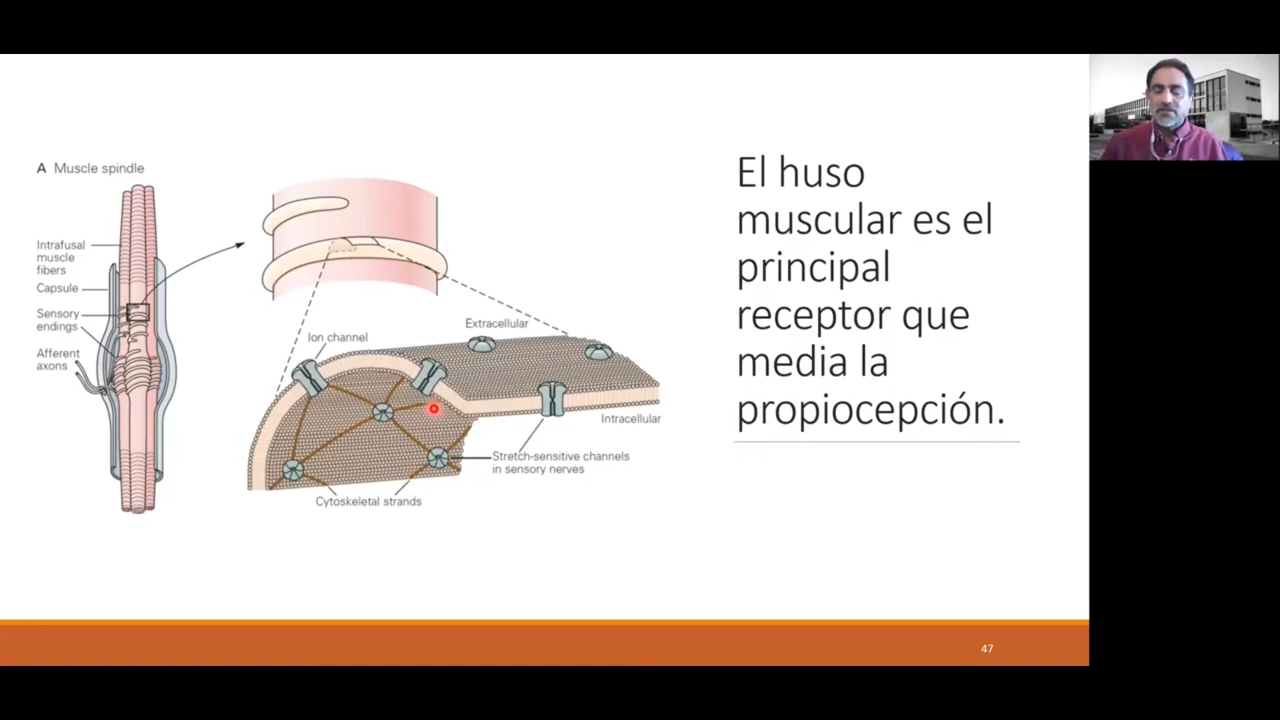 A Muscle spindle
Intrafusal
muscle
fibers
Capsule
Sensory
endings
Afferent
axons
Ion channel
Extracellular
Intracellular
Stretch-sensitive channels
in sensory nerves
Cytoskeletal strands
El huso
muscular es el
principal
receptor que
media la
propiocepción.
47